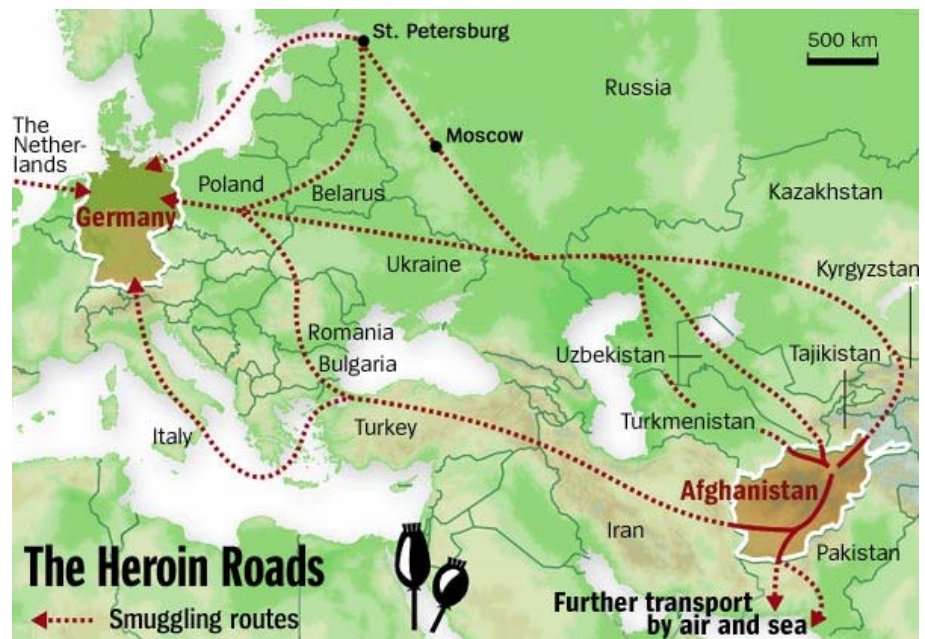 St. Petersburg
500 km
Russia
Moscow
The
Nether-
lands
Poland
Belarus
Kazakhstan
Germany
Ukraine
Kyrgyzstan
Romania
Bulgaria
Uzbekistan
Tajikistan
Turkmenistan
Italy
Turkey
Afghanistan
Iran
Pakistan
The Heroin Roads
Smuggling routes
Further transport
by air and sea